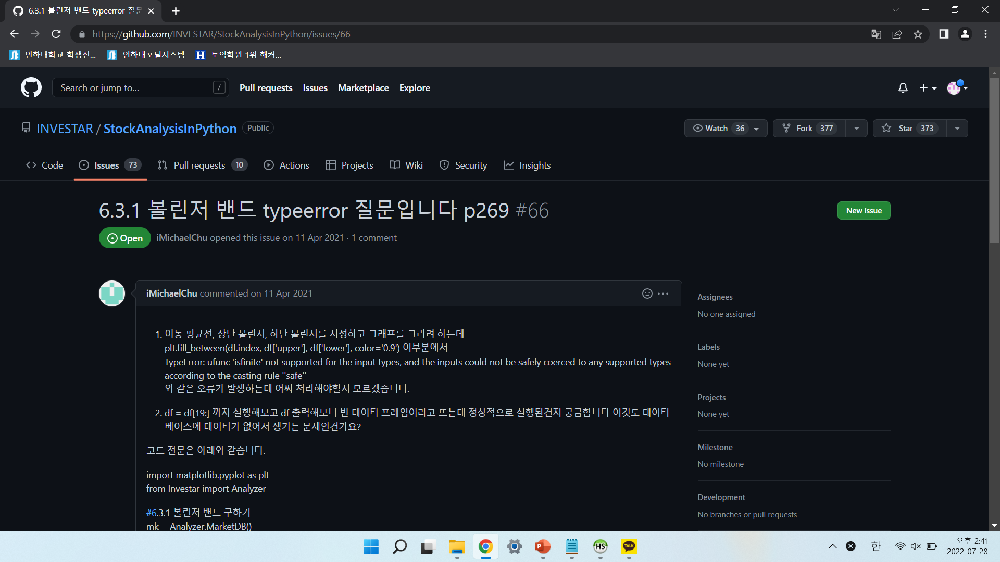 6.3.1 볼린저 밴드 typeerror 질문
https://github.com/INVESTAR/StockAnalysisInPython/issues/66
인하대학교 학생진...
인하대포털시스템
H 토익학원 1위 해커...
Search or jump to...
/
Pull requests
Issues
Marketplace
Explore
INVESTAR / StockAnalysisInPython
Public
Watch 36
Fork 377
Star 373
Code
Issues 73
Pull requests 10
Actions
Projects
Wiki
Security
Insights
6.3.1 볼린저 밴드 typeerror 질문입니다 p269 #66
New issue
Open
iMichaelChu opened this issue on 11 Apr 2021 · 1 comment
iMichaelChu commented on 11 Apr 2021
1. 이동 평균선, 상단 볼린저, 하단 볼린저를 지정하고 그래프를 그리려 하는데
plt.fill_between(df.index, df['upper'], df['lower'], color='0.9') 이부분에서
TypeError: ufunc 'isfinite' not supported for the input types, and the inputs could not be safely coerced to any supported types
according to the casting rule ''safe''
와 같은 오류가 발생하는데 어찌 처리해야할지 모르겠습니다.
2. df = df[19:] 까지 실행해보고 df 출력해보니 빈 데이터 프레임이라고 뜨는데 정상적으로 실행된건지 궁금합니다 이것도 데이터
베이스에 데이터가 없어서 생기는 문제인건가요?
코드 전문은 아래와 같습니다.
import matplotlib.pyplot as plt
from Investar import Analyzer
#6.3.1 볼린저 밴드 구하기
mk = Analyzer.MarketDB()
Assignees
No one assigned
Labels
None yet
Projects
None yet
Milestone
No milestone
Development
No branches or pull requests
P
HS
TALK
한
오후 2:41
2022-07-28